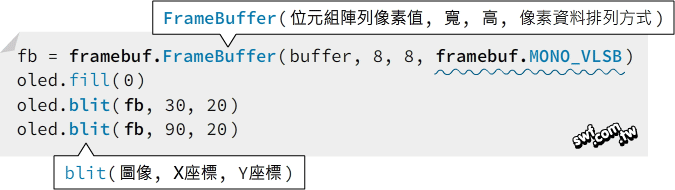 FrameBuffer(位元組陣列像素值, 寬, 高, 像素資料排列方式)
fb = framebuf.FrameBuffer(buffer, 8, 8, framebuf.MONO_VLSB)
oled.fill(0)
oled.blit(fb, 30, 20)
oled.blit(fb, 90, 20)
swf.com.tw
blit(圖像, X座標, Y座標)